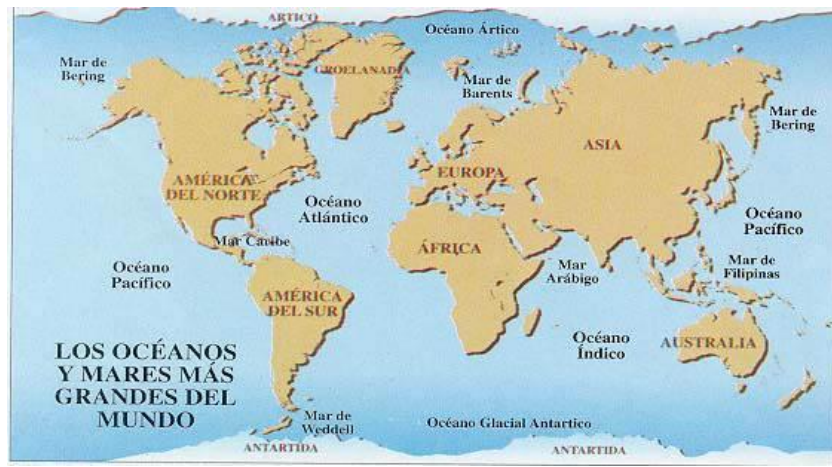 ARTICO
Océano Ártico
Mar de
Bering
GROELANADIA
Mar de
Barents
Mar de
Bering
ASIA
EUROPA
AMÉRICA
DEL NORTE
Océano
Atlántico
Océano
Pacífico
Mar Caribe
ÁFRICA
Mar
Arábigo
Mar de
Filipinas
Océano
Pacífico
AMÉRICA
DEL SUR
Océano
Índico
AUSTRALIA
LOS OCÉANOS
Y MARES MÁS
GRANDES DEL
MUNDO
Mar de
Weddell
Océano Glacial Antartico
ANTARTIDA
ANTARTIDA